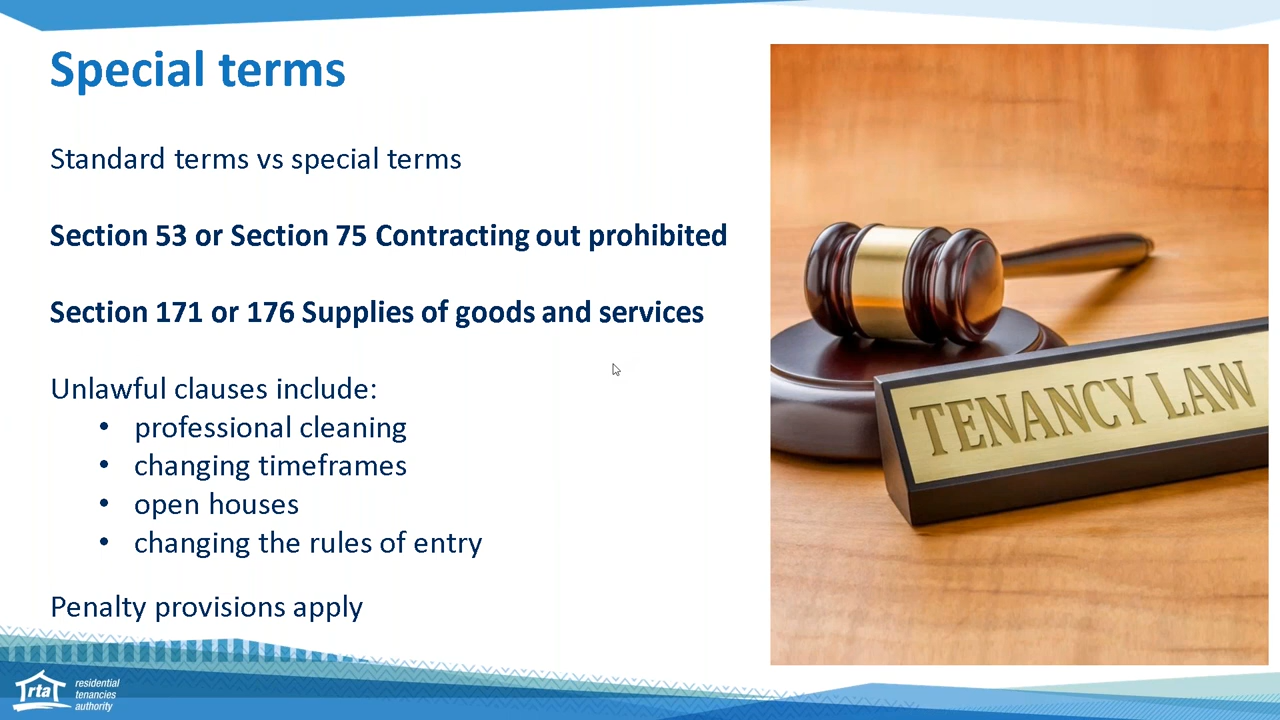 Special terms
Standard terms vs special terms
Section 53 or Section 75 Contracting out prohibited
Section 171 or 176 Supplies of goods and services
Unlawful clauses include:
• professional cleaning
• changing timeframes
• open houses
• changing the rules of entry
Penalty provisions apply
TENANCY LAW
rta
residential
tenancies
authority